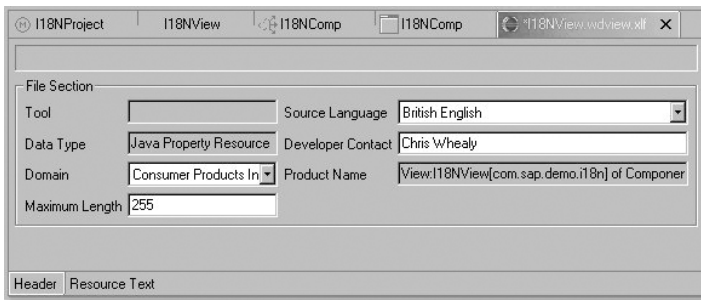 I18NProject I18NView I18NComp I18NComp *I18NView.wdview.xlf X
File Section
Tool Source Language British English
Data Type Java Property Resource Developer Contact Chris Whealy
Domain Consumer Products In Product Name View:I18NView[com.sap.demo.i18n] of Componer
Maximum Length 255
Header Resource Text